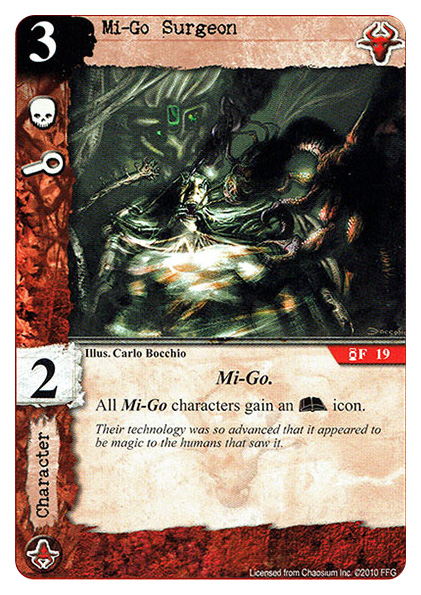 3
Mi-Go Surgeon
Illus. Carlo Bocchio
F 19
2
Mi-Go.
All Mi-Go characters gain an icon.
Their technology was so advanced that it appeared to
be magic to the humans that saw it.
Character
Licensed from Chaosium Inc. ©2010 FFG